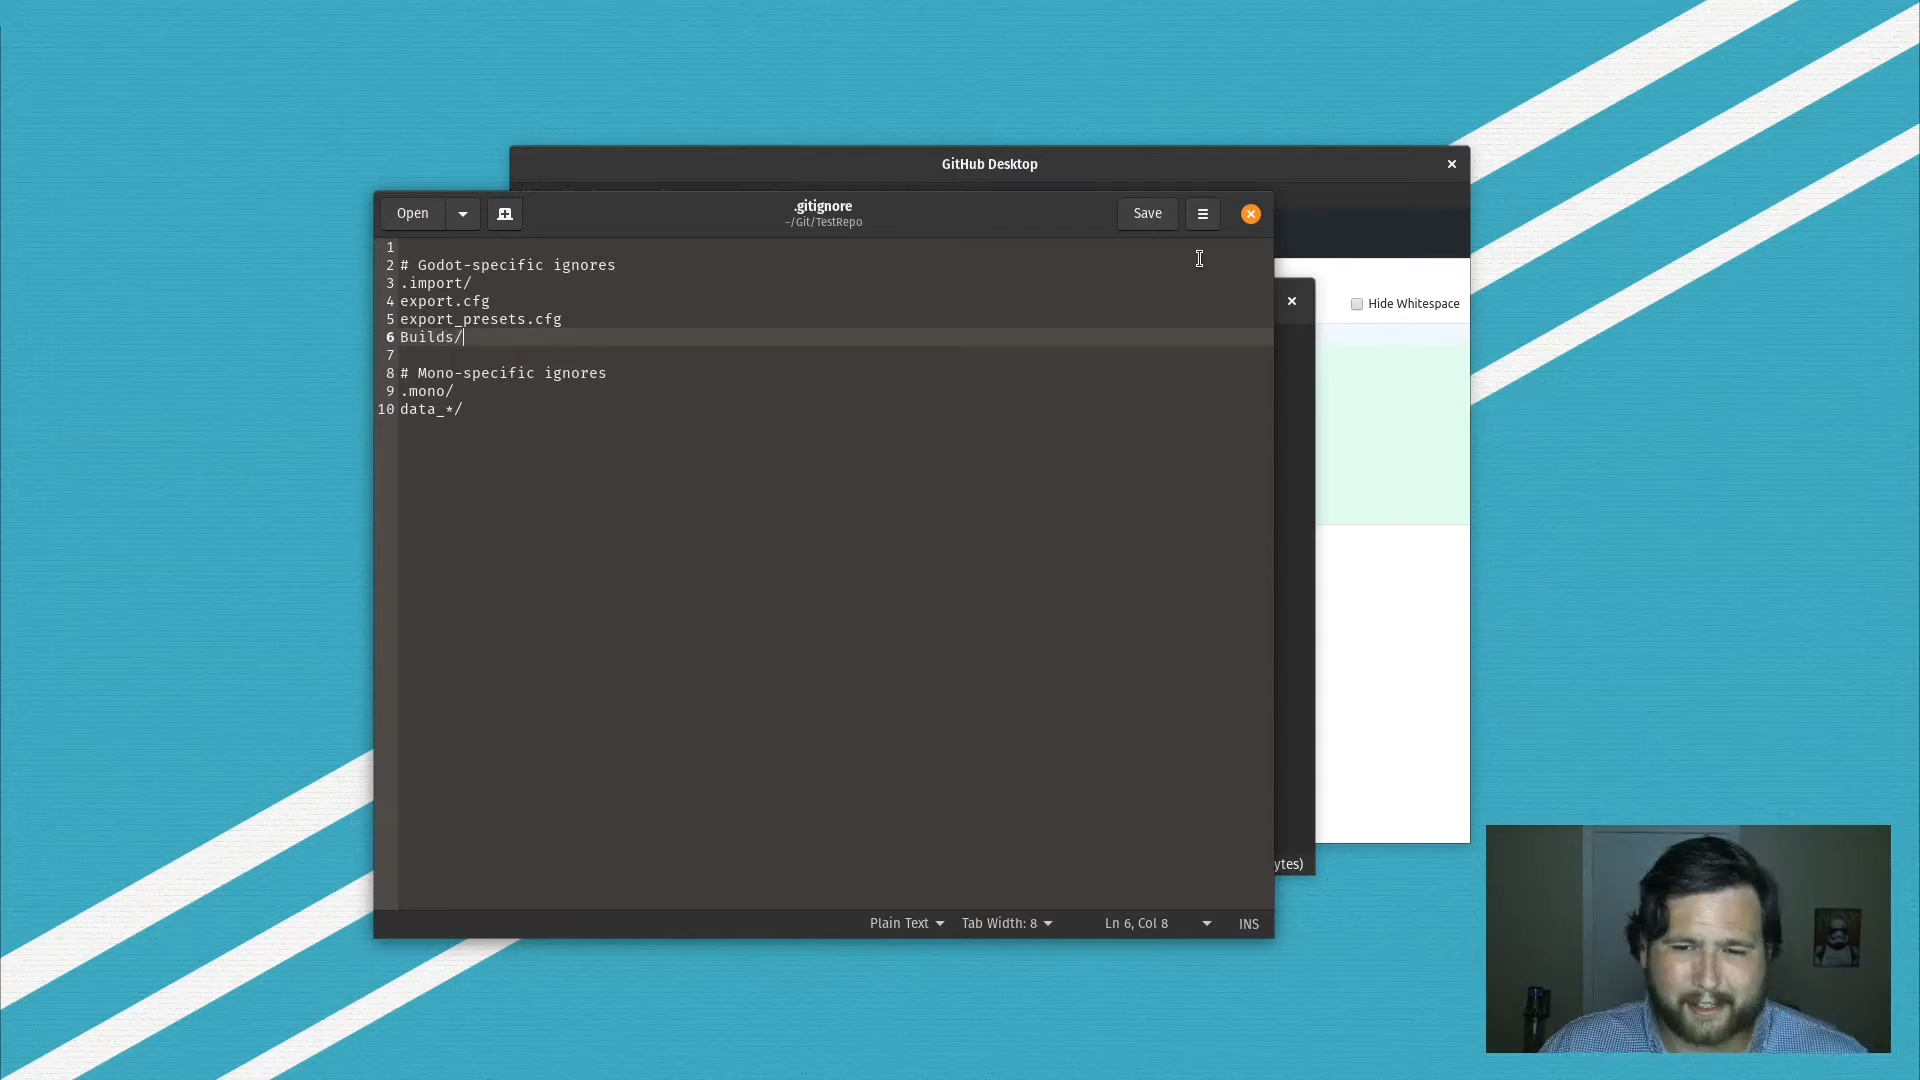 GitHub Desktop
Open
.gitignore
~/Git/TestRepo
Save
Hide Whitespace
1
2 # Godot-specific ignores
3 .import/
4 export.cfg
5 export_presets.cfg
6 Builds/
7
8 # Mono-specific ignores
9 .mono/
10 data_*/
ytes)
Plain Text
Tab Width: 8
Ln 6, Col 8
INS